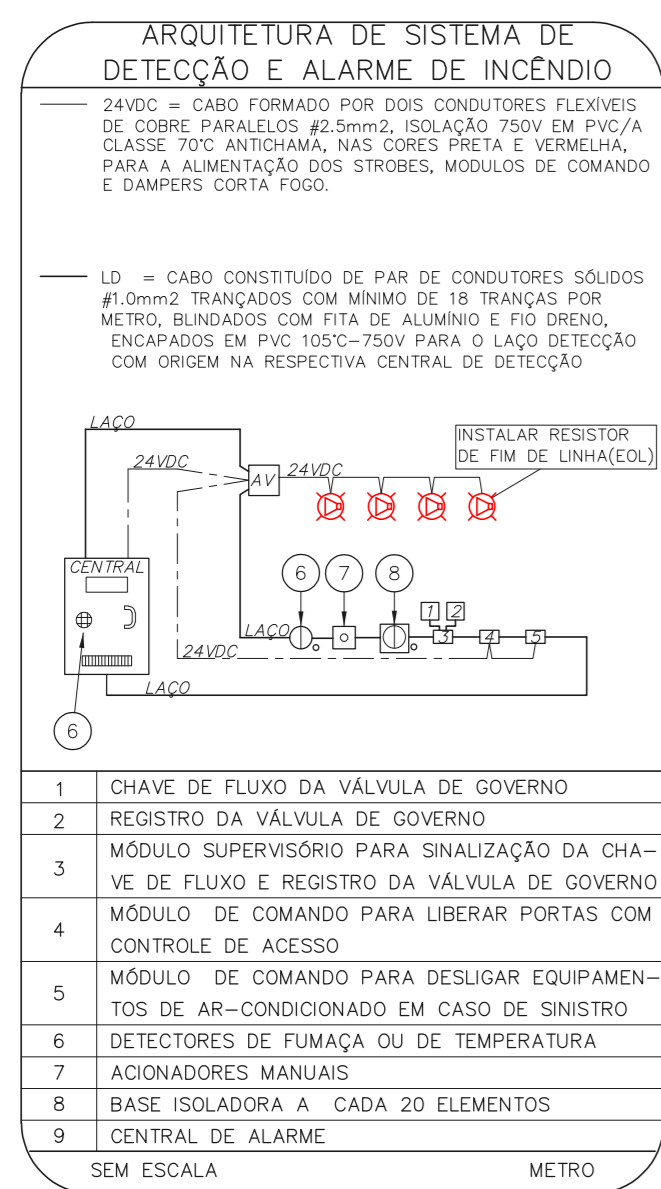 ARQUITETURA DE SISTEMA DE
DETECÇÃO E ALARME DE INCÊNDIO
24VDC = CABO FORMADO POR DOIS CONDUTORES FLEXÍVEIS
DE COBRE PARALELOS #2.5mm2, ISOLAÇÃO 750V EM PVC/A
CLASSE 70°C ANTICHAMA, NAS CORES PRETA E VERMELHA,
PARA A ALIMENTAÇÃO DOS STROBES, MODULOS DE COMANDO
E DAMPERS CORTA FOGO.
LD = CABO CONSTITUÍDO DE PAR DE CONDUTORES SÓLIDOS
#1.0mm2 TRANÇADOS COM MÍNIMO DE 18 TRANÇAS POR
METRO, BLINDADOS COM FITA DE ALUMÍNIO E FIO DRENO,
ENCAPADOS EM PVC 105°C-750V PARA O LAÇO DETECÇÃO
COM ORIGEM NA RESPECTIVA CENTRAL DE DETECÇÃO
LAÇO
INSTALAR RESISTOR
DE FIM DE LINHA(EOL)
24VDC
AV
24VDC
CENTRAL
6
7
8
1
2
LAÇO
3
4
5
24VDC
LAÇO
6
1 CHAVE DE FLUXO DA VÁLVULA DE GOVERNO
2 REGISTRO DA VÁLVULA DE GOVERNO
3 MÓDULO SUPERVISÓRIO PARA SINALIZAÇÃO DA CHA-
VE DE FLUXO E REGISTRO DA VÁLVULA DE GOVERNO
4 MÓDULO DE COMANDO PARA LIBERAR PORTAS COM
CONTROLE DE ACESSO
5 MÓDULO DE COMANDO PARA DESLIGAR EQUIPAMEN-
TOS DE AR-CONDICIONADO EM CASO DE SINISTRO
6 DETECTORES DE FUMAÇA OU DE TEMPERATURA
7 ACIONADORES MANUAIS
8 BASE ISOLADORA A CADA 20 ELEMENTOS
9 CENTRAL DE ALARME
SEM ESCALA METRO